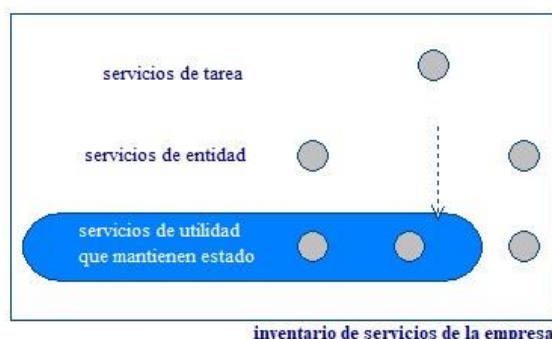 servicios de tarea
servicios de entidad
servicios de utilidad
que mantienen estado
inventario de servicios de la empresa